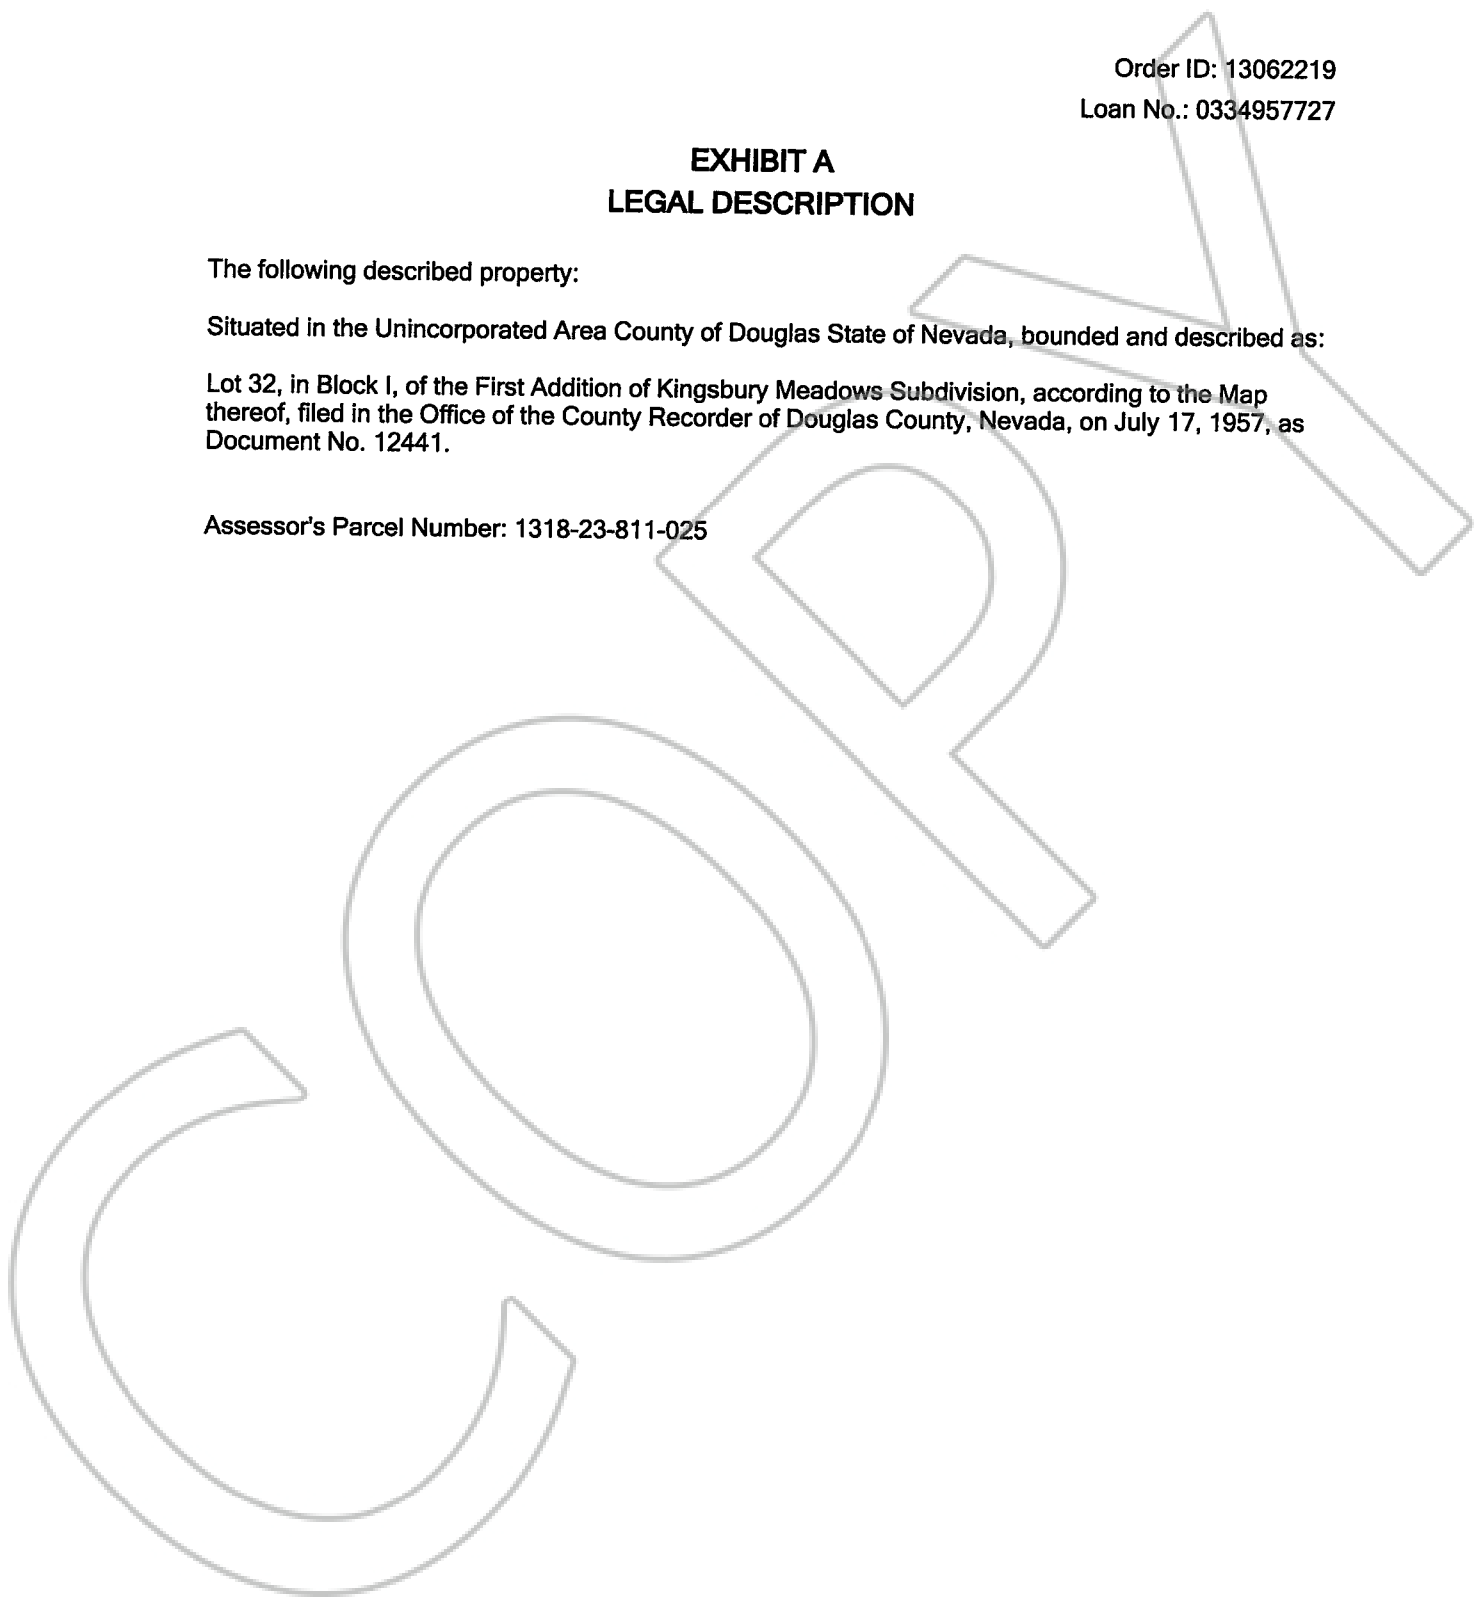 Order ID: 13062219
Loan No.: 0334957727
EXHIBIT A
LEGAL DESCRIPTION
The following described property:
Situated in the Unincorporated Area County of Douglas State of Nevada, bounded and described as:
Lot 32, in Block I, of the First Addition of Kingsbury Meadows Subdivision, according to the Map
thereof, filed in the Office of the County Recorder of Douglas County, Nevada, on July 17, 1957, as
Document No. 12441.
Assessor's Parcel Number: 1318-23-811-025
COPY